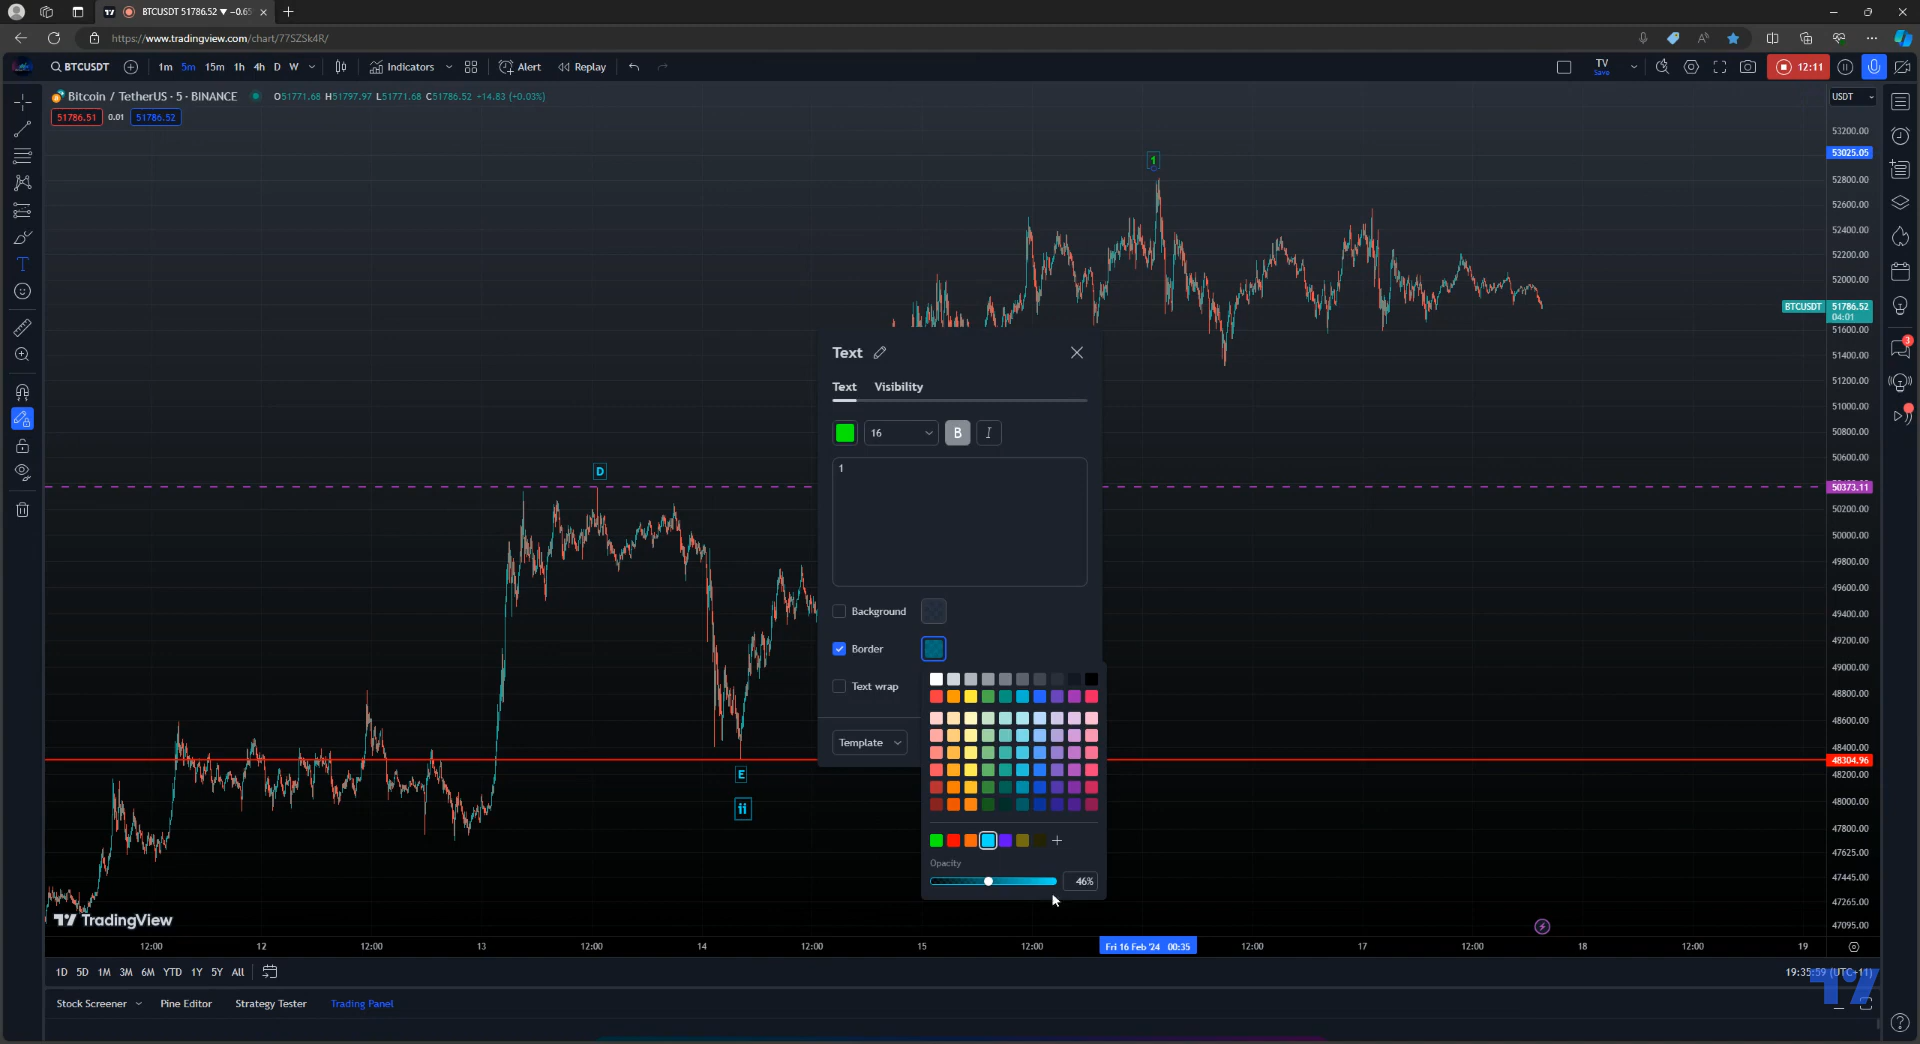 BTCUSDT 51786.52 ▼ −0.65
https://www.tradingview.com/chart/77SZSk4R/
BTCUSDT 1m 5m 15m 1h 4h D W Indicators Alert Replay TV Save 12:11
Bitcoin / TetherUS · 5 · BINANCE O51771.68 H51797.97 L51771.68 C51786.52 +14.83 (+0.03%)
USDT
51786.51 0.01 51786.52
53200.00
53025.05
1
52800.00
52600.00
52400.00
52200.00
52000.00
BTCUSDT 51786.52
04:01
51600.00
3
51400.00
51200.00
51000.00
50800.00
50600.00
50373.11
50200.00
50000.00
49800.00
49600.00
49400.00
49200.00
49000.00
48800.00
48600.00
48400.00
48304.96
48200.00
48000.00
47800.00
47625.00
47445.00
47265.00
47095.00
D
E
ii
Text
Text Visibility
16 B I
1
Background
Border
Text wrap
Template
Opacity
46%
TradingView
12:00 12 12:00 13 12:00 14 12:00 15 12:00 Fri 16 Feb '24 00:35 12:00 17 12:00 18 12:00 19
1D 5D 1M 3M 6M YTD 1Y 5Y All
19:35:59 (UTC+11)
Stock Screener Pine Editor Strategy Tester Trading Panel